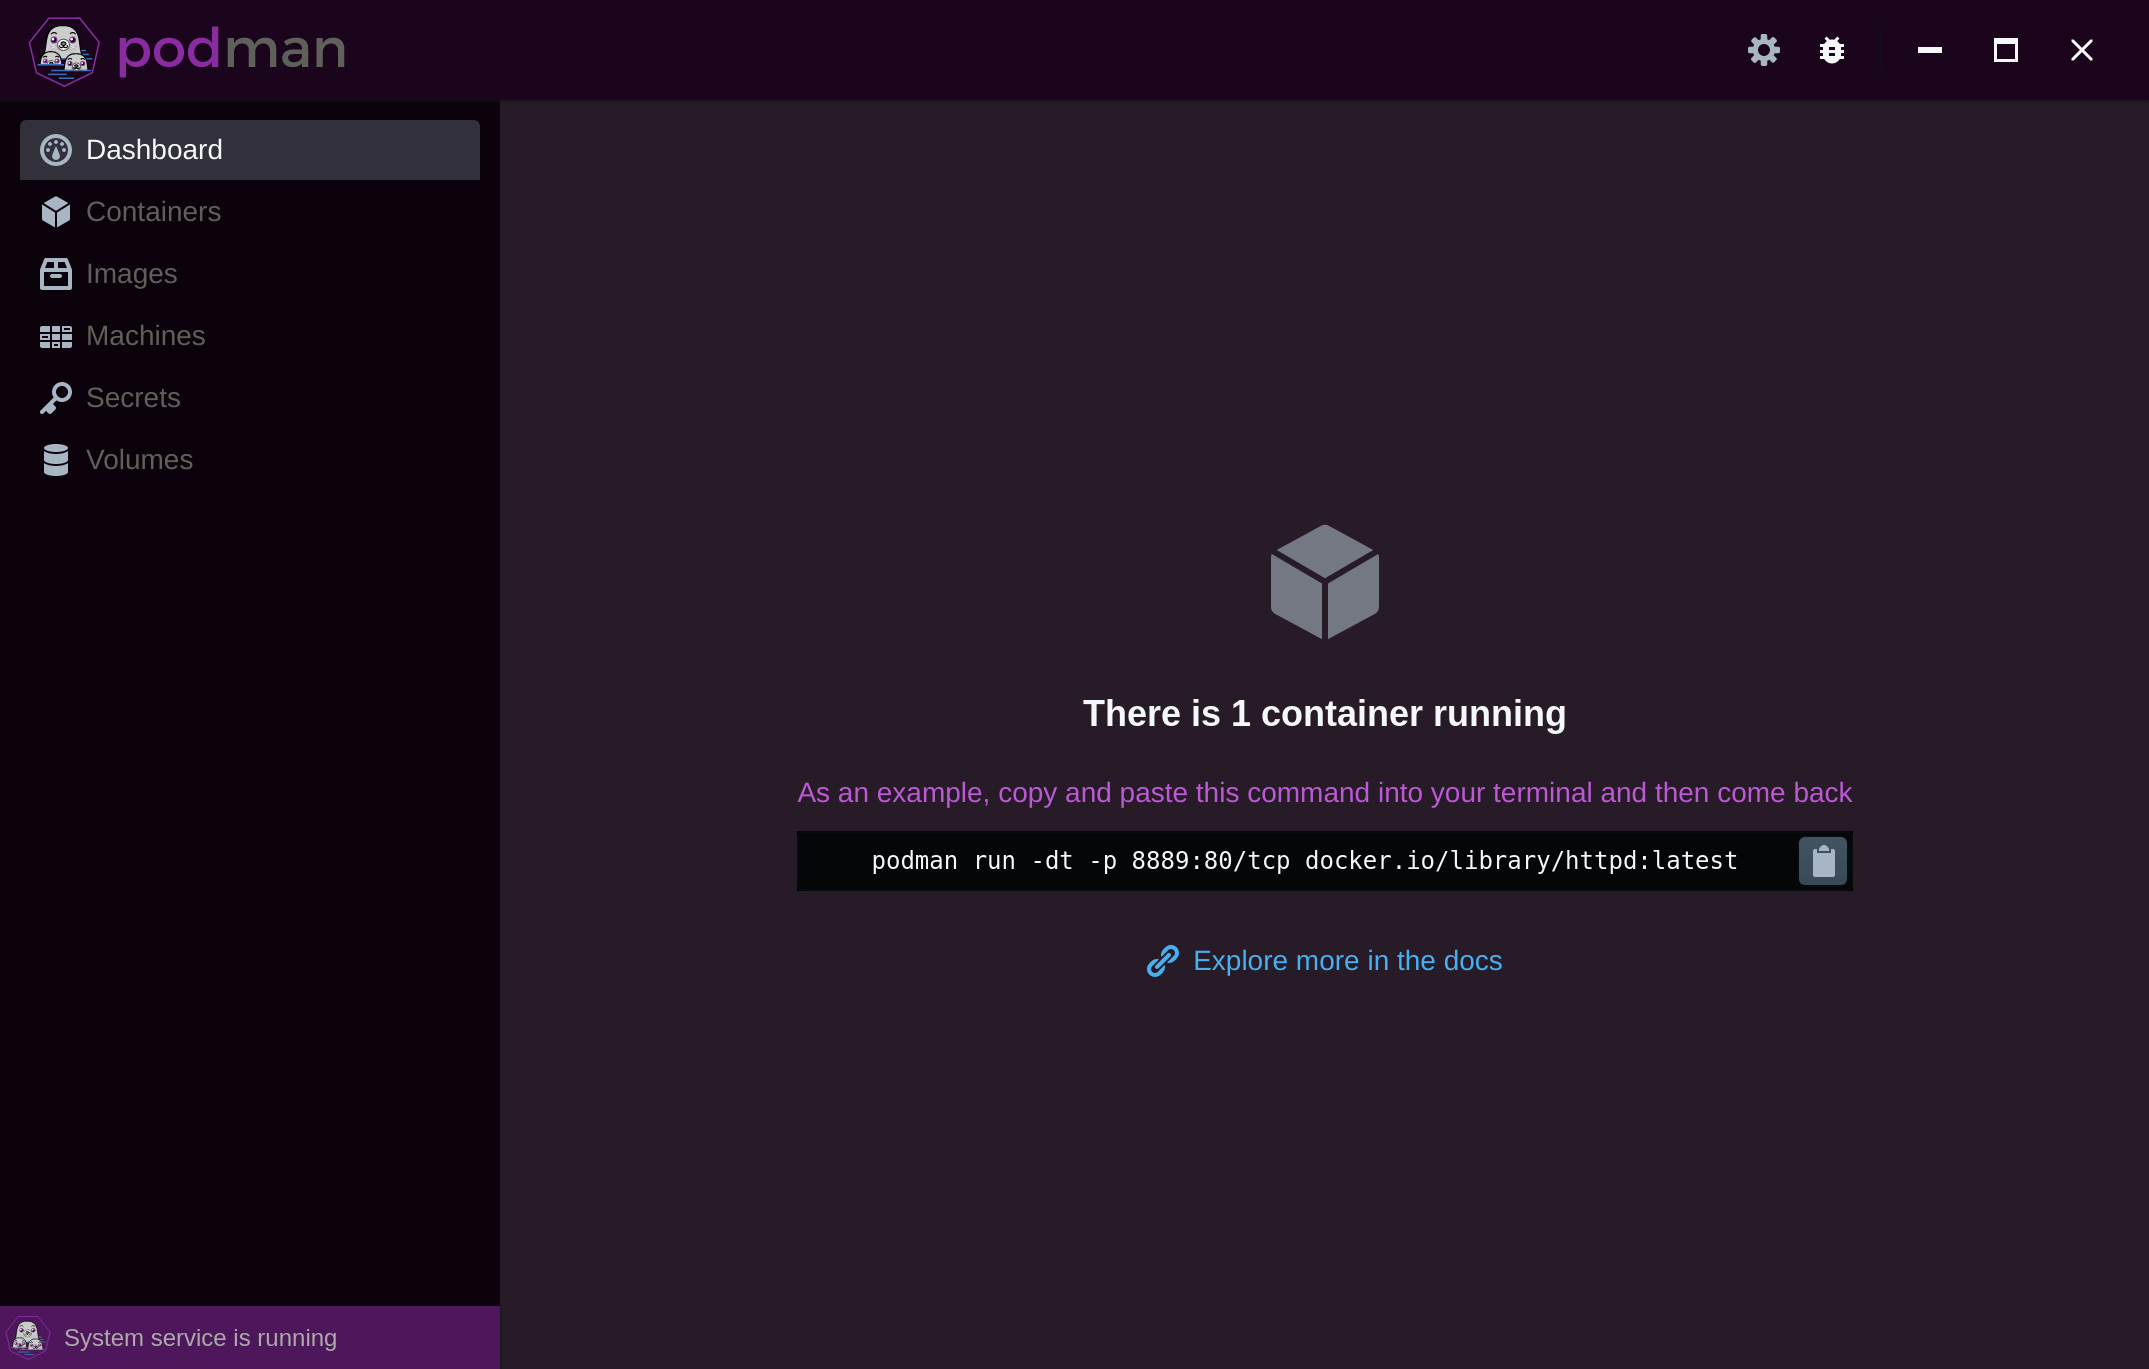 podman
Dashboard
Containers
Images
Machines
Secrets
Volumes
There is 1 container running
As an example, copy and paste this command into your terminal and then come back
podman run -dt -p 8889:80/tcp docker.io/library/httpd:latest
Explore more in the docs
System service is running